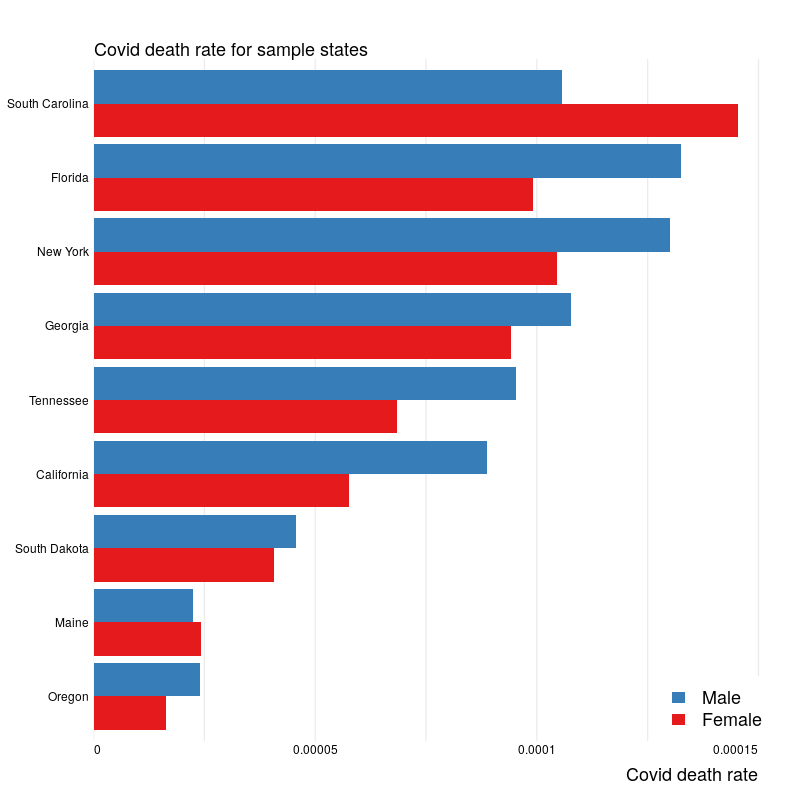 Covid death rate for sample states
South Carolina
Florida
New York
Georgia
Tennessee
California
South Dakota
Maine
Oregon
Male
Female
0 0.00005 0.0001 0.00015
Covid death rate